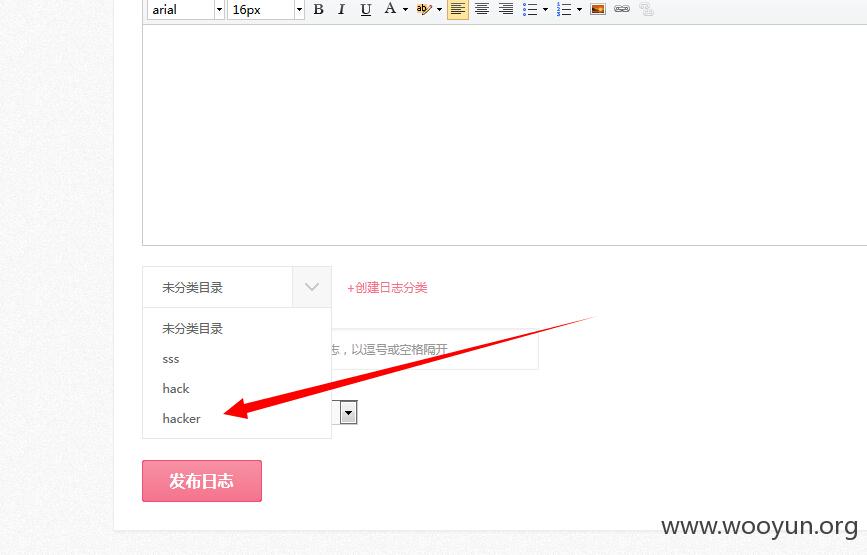 arial 16px B I U A ab
未分类目录 +创建日志分类
未分类目录
sss
志，以逗号或空格隔开
hack
hacker
发布日志
www.wooyun.org